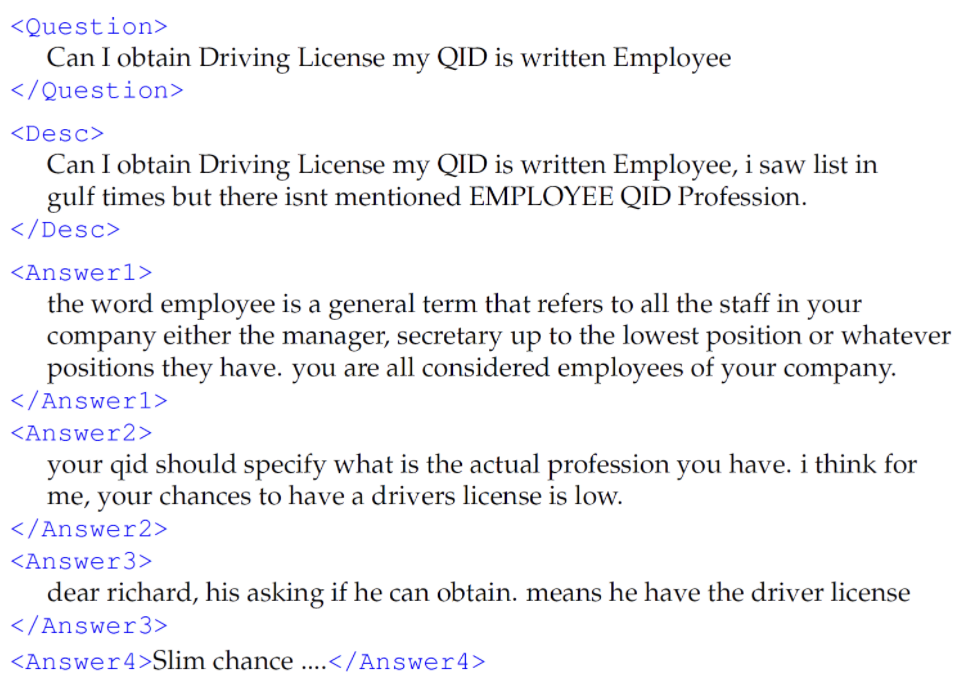 <Question>
Can I obtain Driving License my QID is written Employee
</Question>
<Desc>
Can I obtain Driving License my QID is written Employee, i saw list in
gulf times but there isnt mentioned EMPLOYEE QID Profession.
</Desc>
<Answer1>
the word employee is a general term that refers to all the staff in your
company either the manager, secretary up to the lowest position or whatever
positions they have. you are all considered employees of your company.
</Answer1>
<Answer2>
your qid should specify what is the actual profession you have. i think for
me, your chances to have a drivers license is low.
</Answer2>
<Answer3>
dear richard, his asking if he can obtain. means he have the driver license
</Answer3>
<Answer4>Slim chance ....</Answer4>